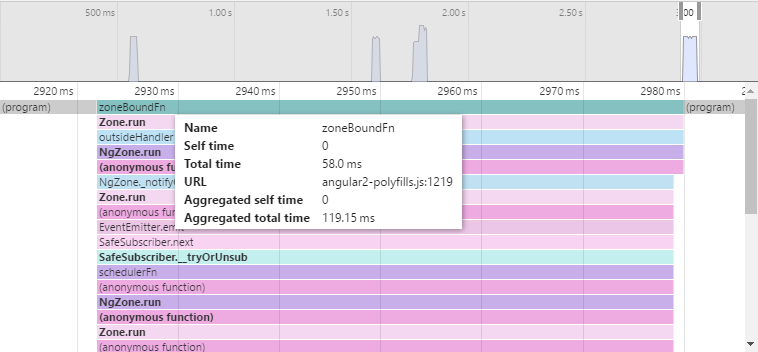 500 ms 1.00 s 1.50 s 2.00 s 2.50 s :00
2920 ms 2930 ms 2940 ms 2950 ms 2960 ms 2970 ms 2980 ms
(program) zoneBoundFn (program)
Zone.run
outsideHandler
NgZone.run
(anonymous fu
NgZone._notify
Zone.run
(anonymous fun
EventEmitter.em
SafeSubscriber.next
SafeSubscriber.__tryOrUnsub
schedulerFn
(anonymous function)
NgZone.run
(anonymous function)
Zone.run
(anonymous function)
Name zoneBoundFn
Self time 0
Total time 58.0 ms
URL angular2-polyfills.js:1219
Aggregated self time 0
Aggregated total time 119.15 ms